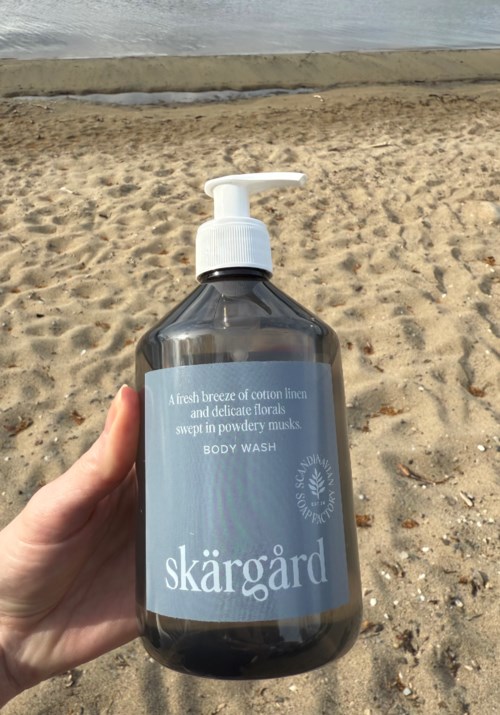 A fresh breeze of cotton linen
and delicate florals
swept in powdery musks.
BODY WASH
SCANDINAVIAN
SOAP FACTORY
skärgård